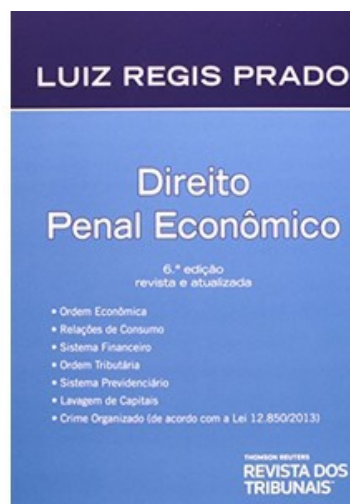 LUIZ REGIS PRADO
Direito
Penal Econômico
6.ª edição
revista e atualizada
• Ordem Econômica
• Relações de Consumo
• Sistema Financeiro
• Ordem Tributária
• Sistema Previdenciário
• Lavagem de Capitais
• Crime Organizado (de acordo com a Lei 12.850/2013)
THOMSON REUTERS
REVISTA DOS
TRIBUNAIS™